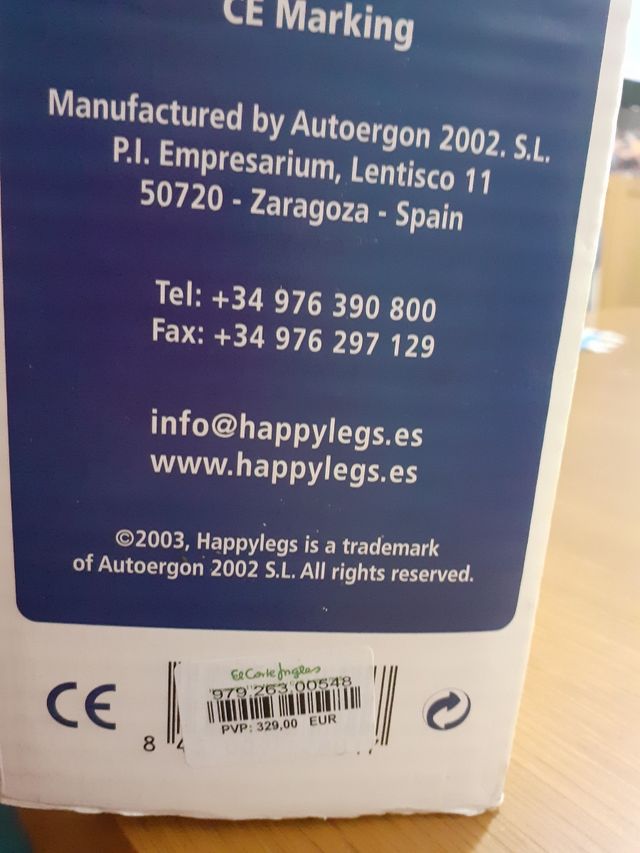 CE Marking
Manufactured by Autoergon 2002. S.L.
P.I. Empresarium, Lentisco 11
50720 - Zaragoza - Spain
Tel: +34 976 390 800
Fax: +34 976 297 129
info@happylegs.es
www.happylegs.es
©2003, Happylegs is a trademark
of Autoergon 2002 S.L. All rights reserved.
CE
El Corte Ingles
979.263.00548
PVP: 329,00 EUR
8